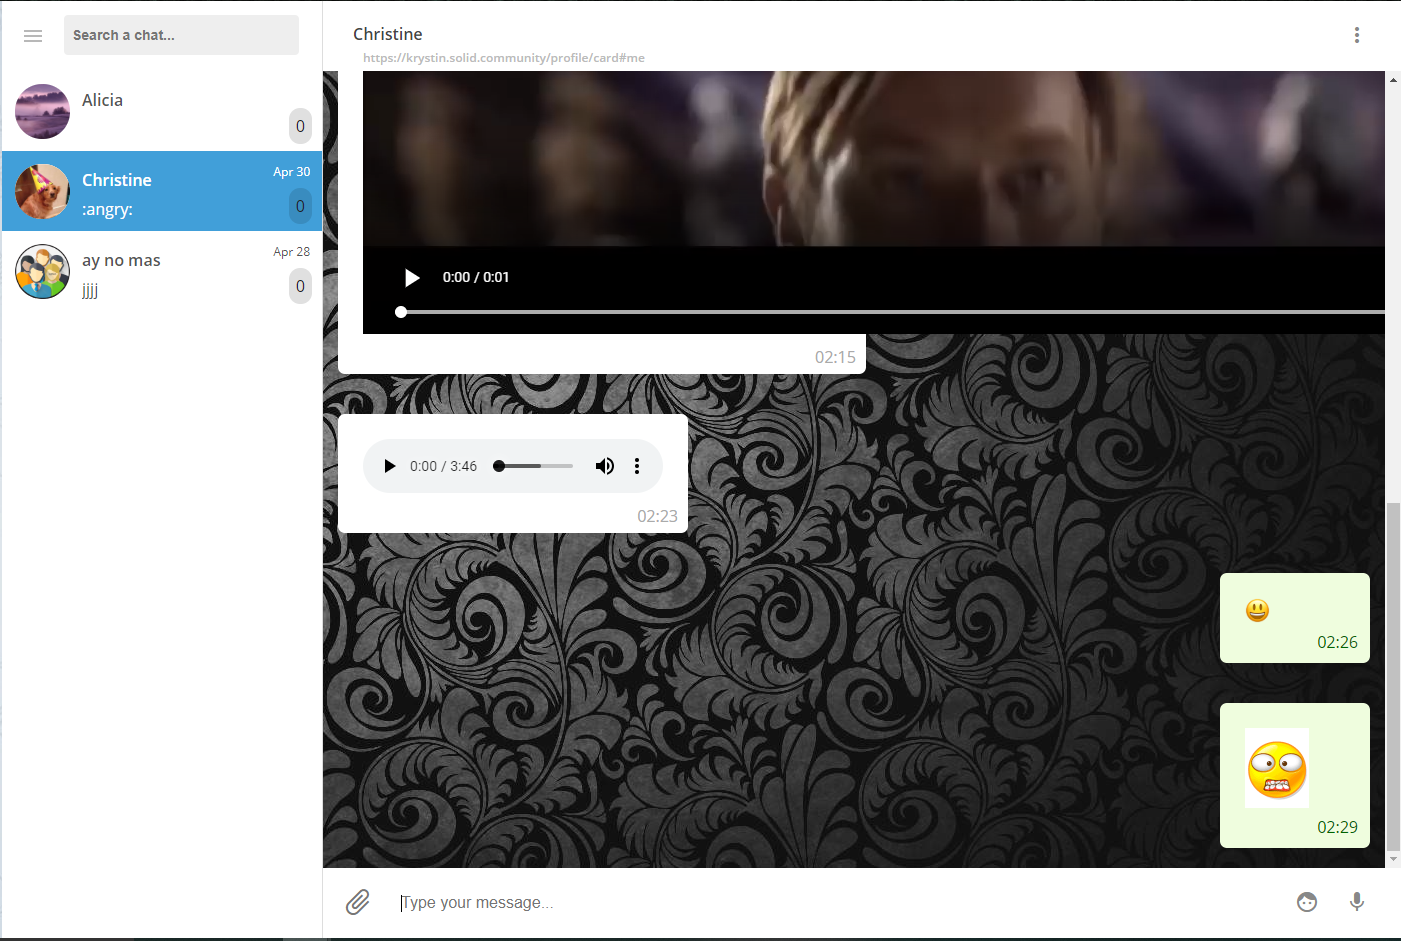 Search a chat...
Alicia
0
Christine
Apr 30
:angry:
0
ay no mas
Apr 28
jjjj
0
Christine
https://krystin.solid.community/profile/card#me
0:00 / 0:01
02:15
0:00 / 3:46
02:23
02:26
02:29
Type your message...